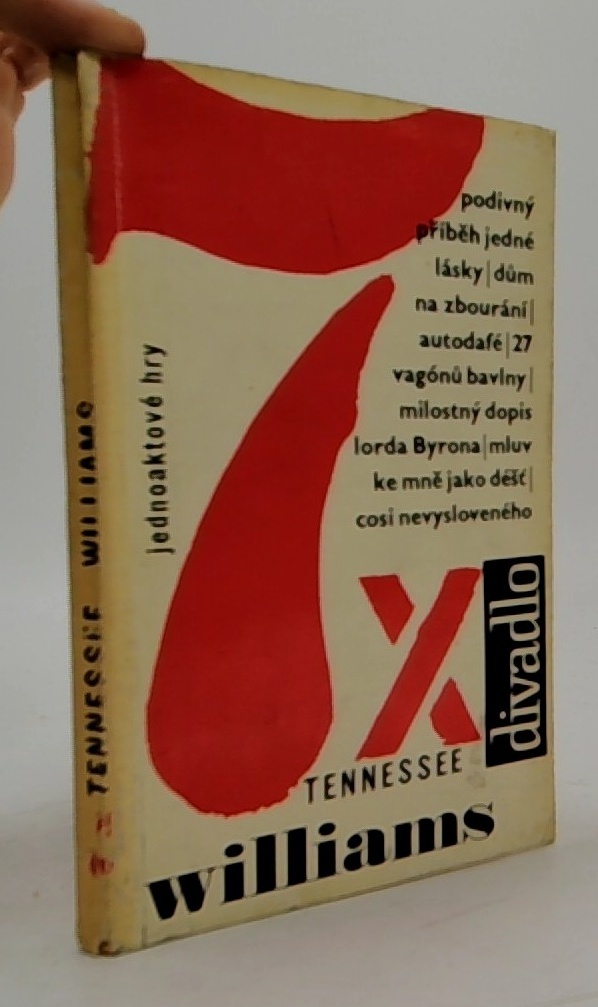 7
podivný
příběh jedné
lásky|dům
na zbourání|
autodafé|27
vagónů bavlny|
milostný dopis
lorda Byrona|mluv
ke mně jako déšť|
cosi nevysloveného
jednoaktové hry
x
divadlo
TENNESSEE
williams
TENNESSEE WILLIAMS